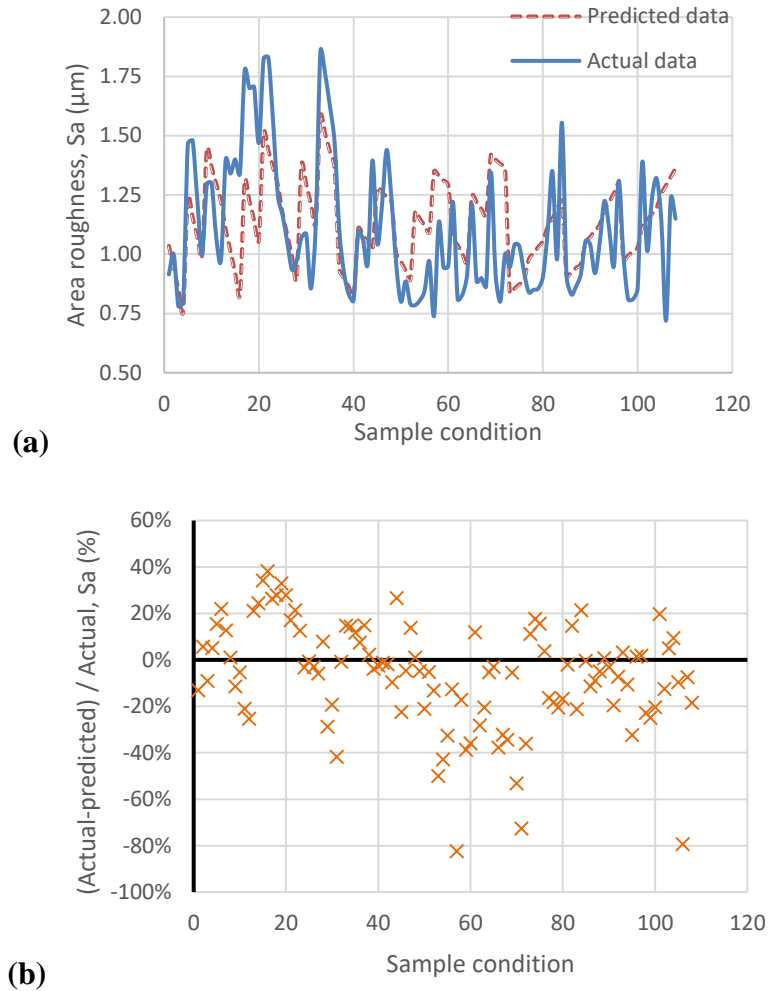 2.00
1.75
1.50
1.25
1.00
0.75
0.50
Area roughness, Sa (µm)
Predicted data
Actual data
0 20 40 60 80 100 120
Sample condition
(a)
60%
40%
20%
0%
-20%
-40%
-60%
-80%
-100%
(Actual-predicted) / Actual, Sa (%)
0 20 40 60 80 100 120
Sample condition
(b)